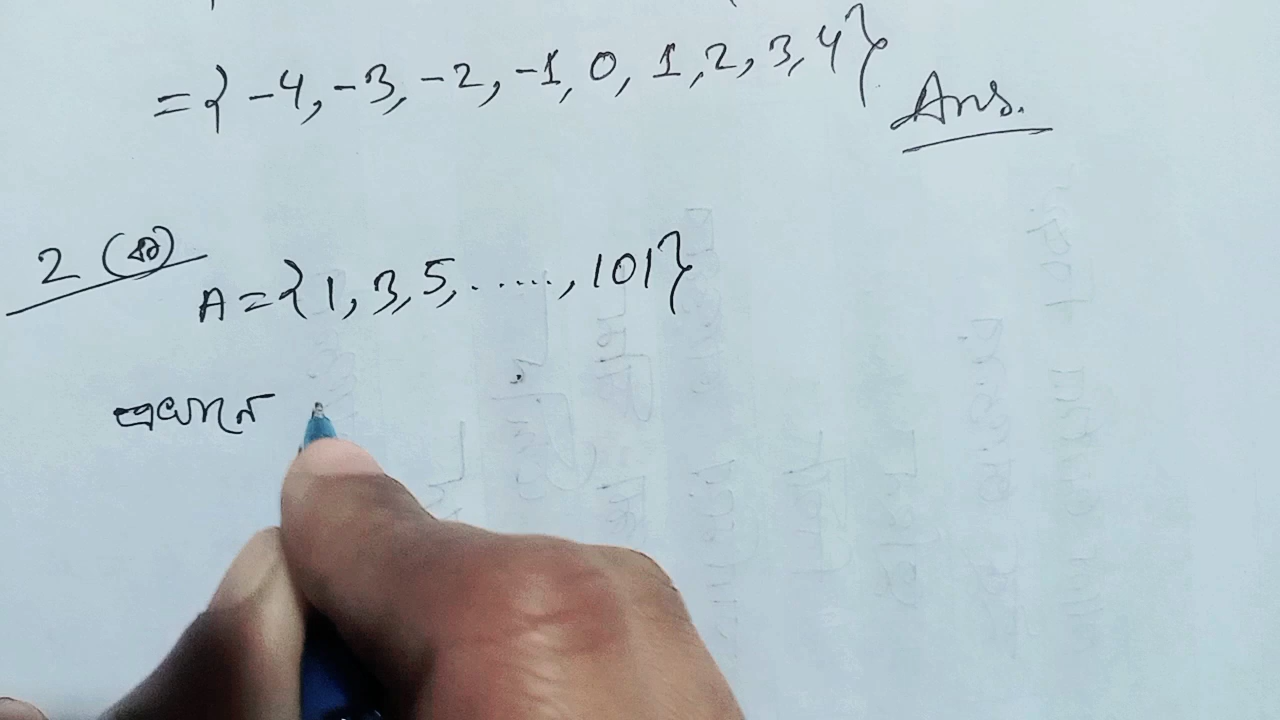 = { -4, -3, -2, -1, 0, 1, 2, 3, 4 } Ans.
2 (ক) A = { 1, 3, 5, ....., 101 }
এখানে